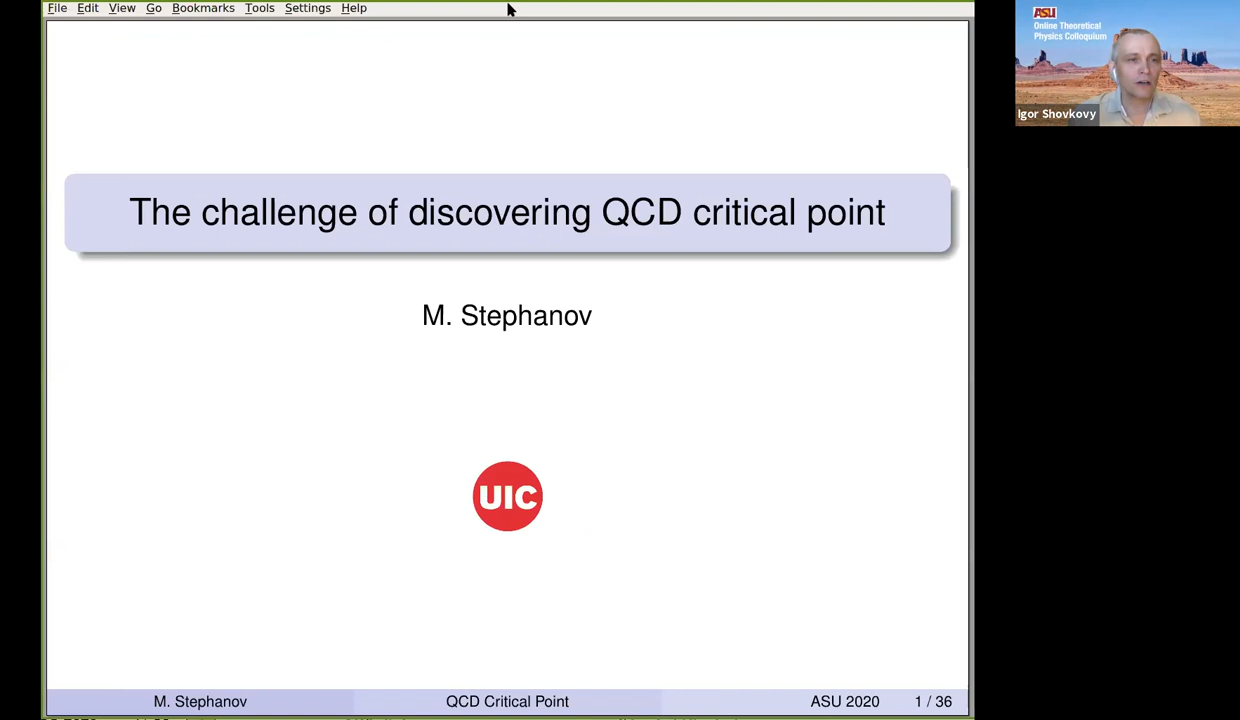 File Edit View Go Bookmarks Tools Settings Help
ASU
Online Theoretical
Physics Colloquium
Igor Shovkovy
The challenge of discovering QCD critical point
M. Stephanov
UIC
M. Stephanov QCD Critical Point ASU 2020 1 / 36